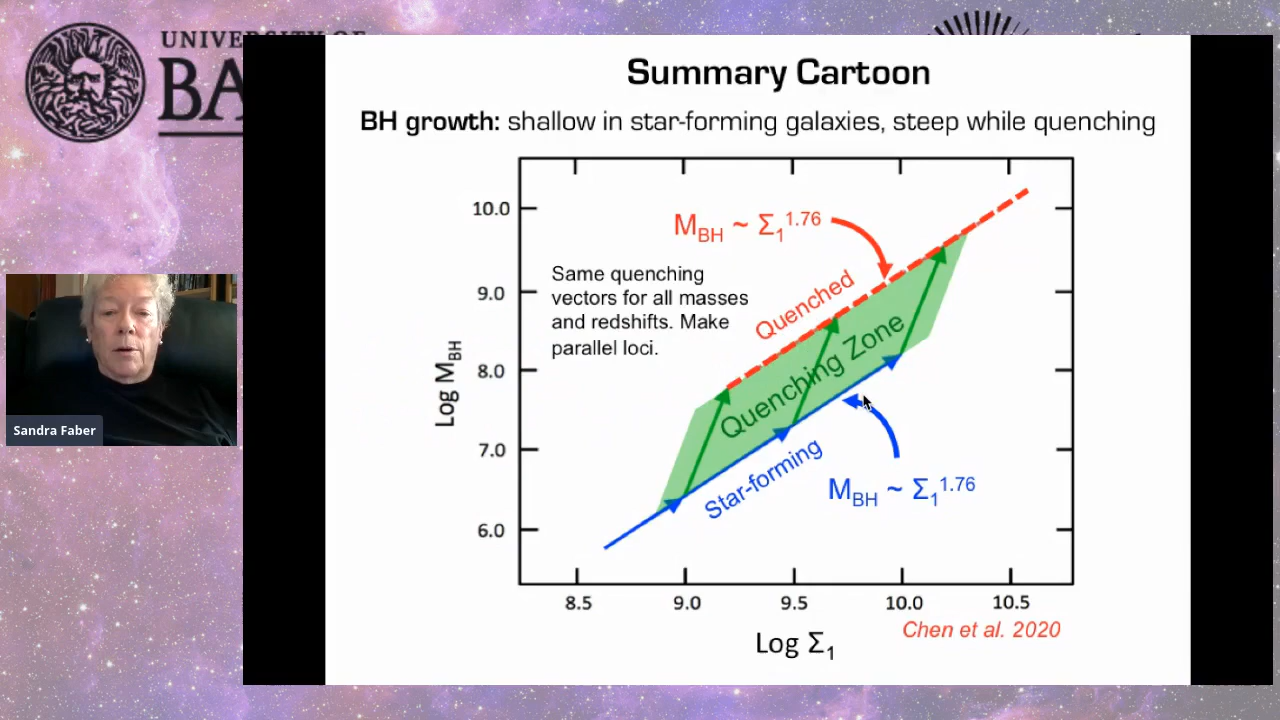 UNIVERSITY OF
BA
Summary Cartoon
BH growth: shallow in star-forming galaxies, steep while quenching
10.0
9.0
8.0
7.0
6.0
Log M_BH
M_BH ~ Σ_1^1.76
Same quenching
vectors for all masses
and redshifts. Make
parallel loci.
Quenched
Quenching Zone
Star-forming
M_BH ~ Σ_1^1.76
8.5 9.0 9.5 10.0 10.5
Log Σ_1
Chen et al. 2020
Sandra Faber